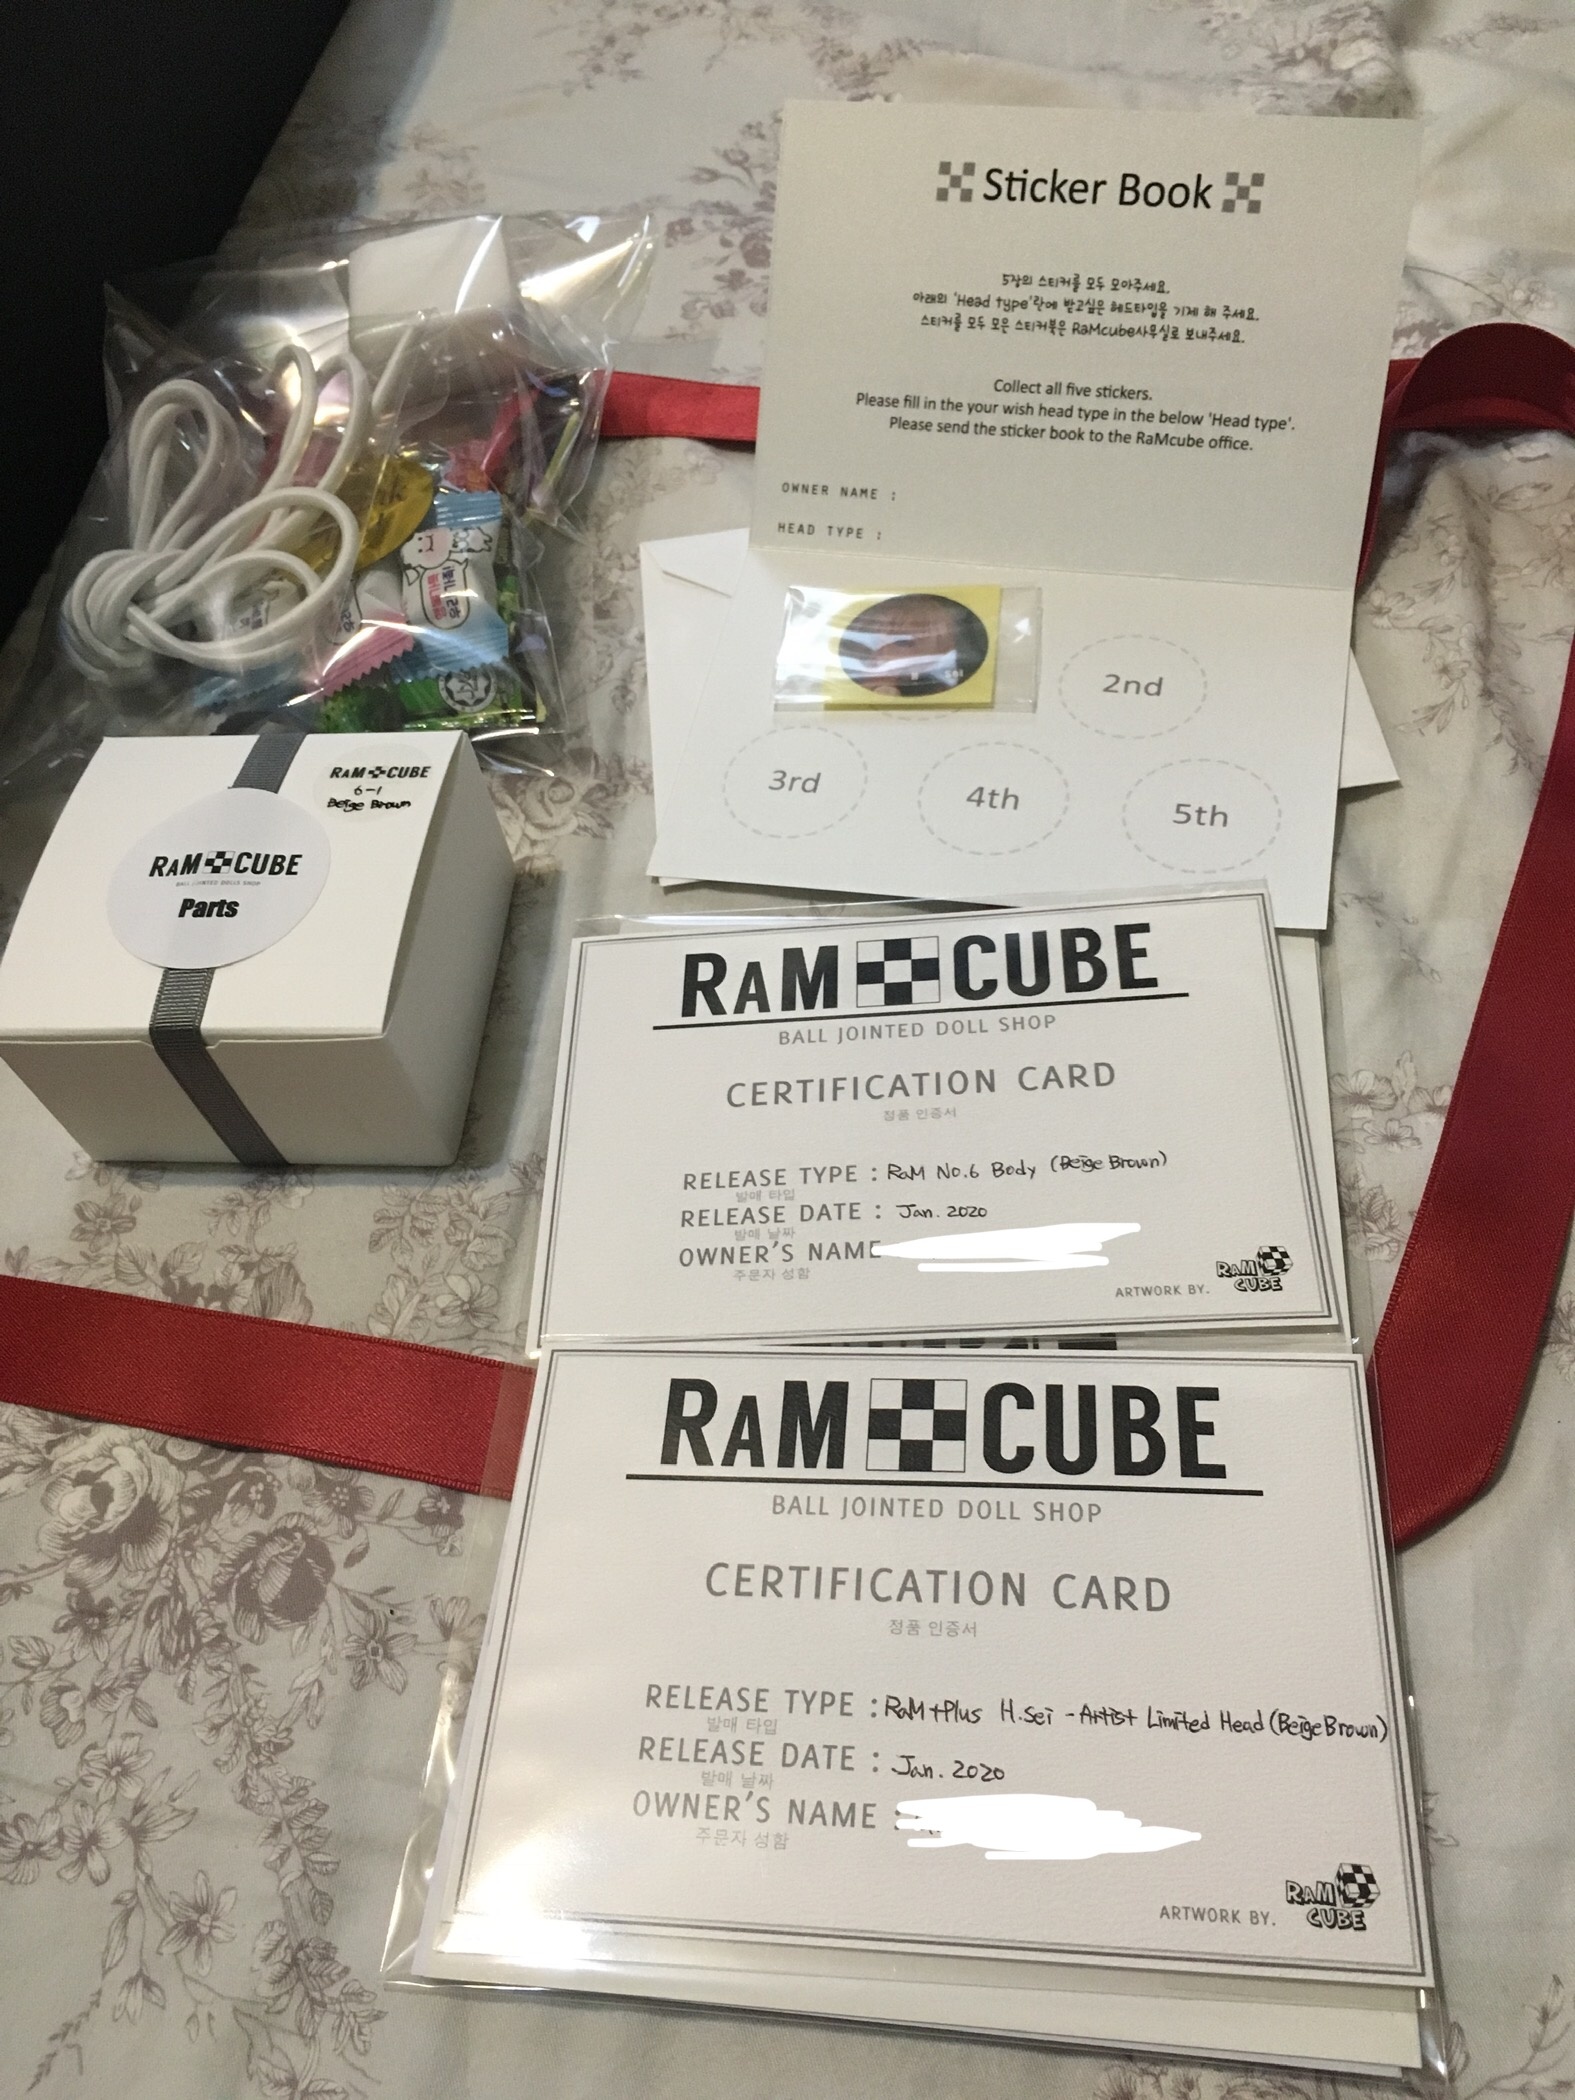 Sticker Book
5장의 스티커를 모두 모아주세요.
아래의 'Head type'란에 받고싶은 헤드타입을 기제 해 주세요.
스티커를 모두 모은 스티커북은 RaMcube사무실로 보내주세요.
Collect all five stickers.
Please fill in the your wish head type in the below 'Head type'.
Please send the sticker book to the RaMcube office.
OWNER NAME :
HEAD TYPE :
2nd
3rd
4th
5th
RAM CUBE
6-1
Beige Brown
RAM CUBE
BALL JOINTED DOLLS SHOP
Parts
RAM CUBE
BALL JOINTED DOLL SHOP
CERTIFICATION CARD
정품 인증서
RELEASE TYPE : RaM No.6 Body (Beige Brown)
발매 타입
RELEASE DATE : Jan. 2020
발매 날짜
OWNER'S NAME
주문자 성함
ARTWORK BY. RAM CUBE
RAM CUBE
BALL JOINTED DOLL SHOP
CERTIFICATION CARD
정품 인증서
RELEASE TYPE : RaM+Plus H.Sei - Artist Limited Head (Beige Brown)
발매 타입
RELEASE DATE : Jan. 2020
발매 날짜
OWNER'S NAME :
주문자 성함
ARTWORK BY. RAM CUBE